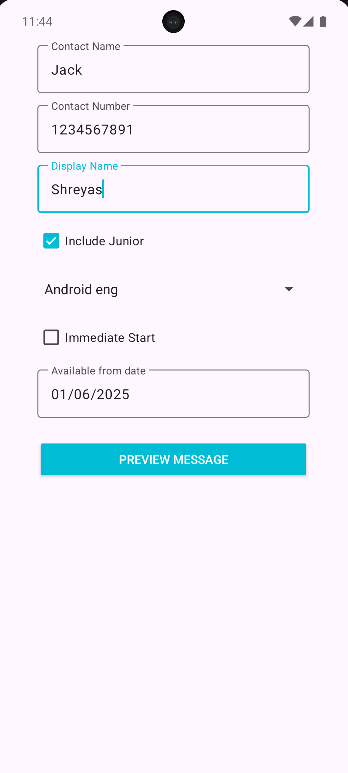 11:44
Contact Name
Jack
Contact Number
1234567891
Display Name
Shreyas
Include Junior
Android eng
Immediate Start
Available from date
01/06/2025
PREVIEW MESSAGE